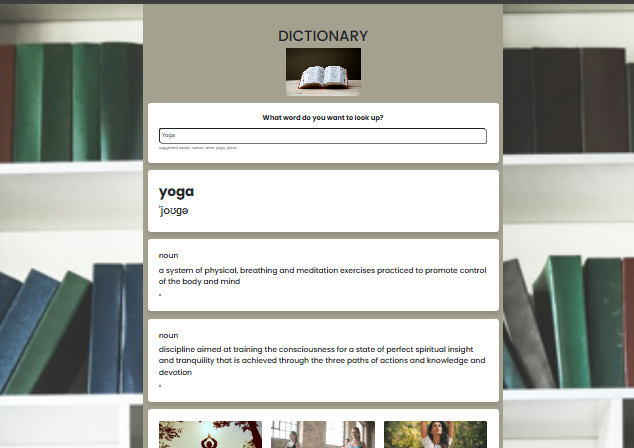 DICTIONARY
What word do you want to look up?
Yoga
suggested words: sunset, wine, yoga, plant...
yoga
'joʊgə
noun
a system of physical, breathing and meditation exercises practiced to promote control
of the body and mind
noun
discipline aimed at training the consciousness for a state of perfect spiritual insight
and tranquility that is achieved through the three paths of actions and knowledge and
devotion